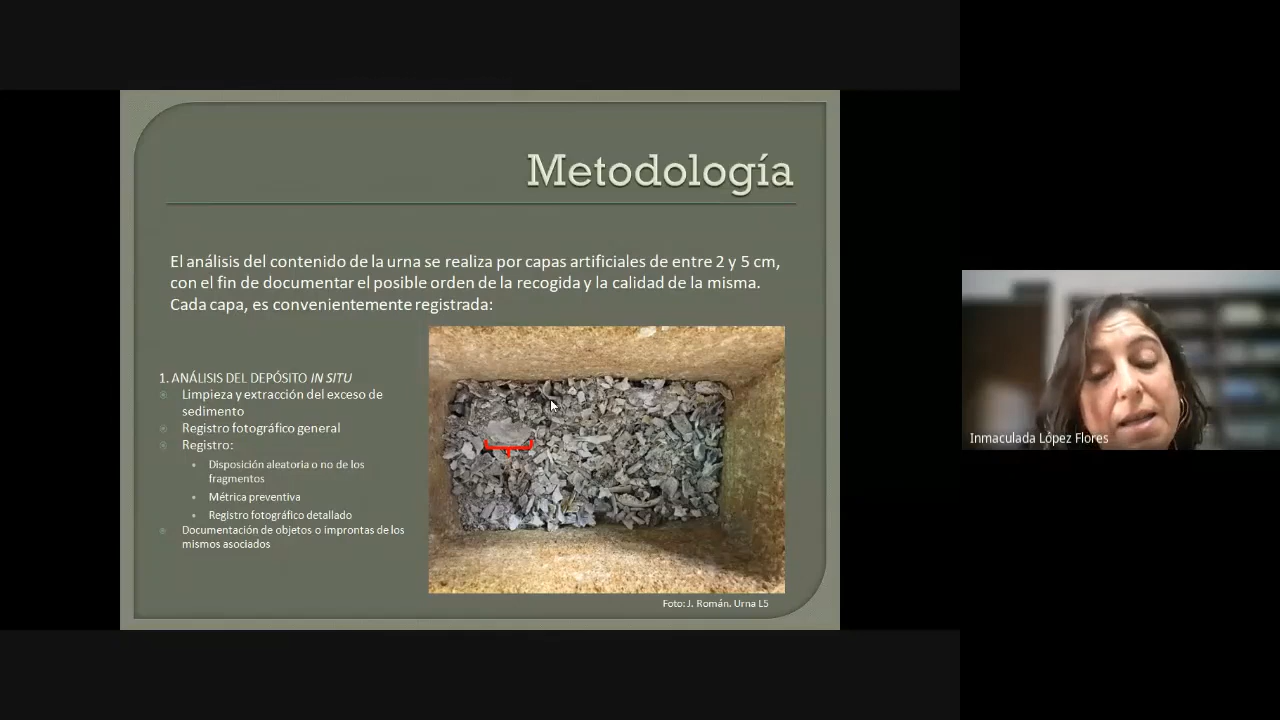 Metodología
El análisis del contenido de la urna se realiza por capas artificiales de entre 2 y 5 cm,
con el fin de documentar el posible orden de la recogida y la calidad de la misma.
Cada capa, es convenientemente registrada:
1. ANÁLISIS DEL DEPÓSITO IN SITU
Limpieza y extracción del exceso de
sedimento
Registro fotográfico general
Registro:
Disposición aleatoria o no de los
fragmentos
Métrica preventiva
Registro fotográfico detallado
Documentación de objetos o improntas de los
mismos asociados
Foto: J. Román. Urna L5
Inmaculada López Flores